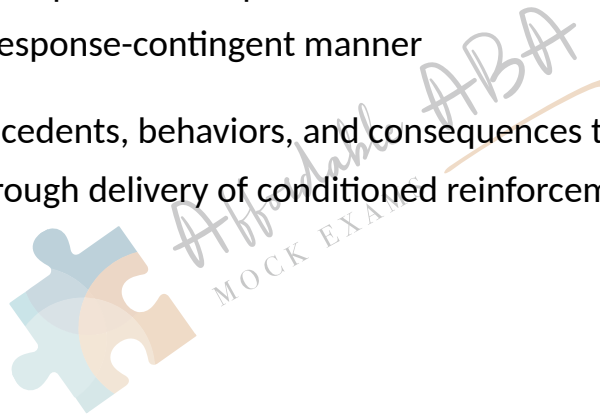 esponse-contingent manner
cedents, behaviors, and consequences t
rough delivery of conditioned reinforcem
Affordable ABA
MOCK EXAMS